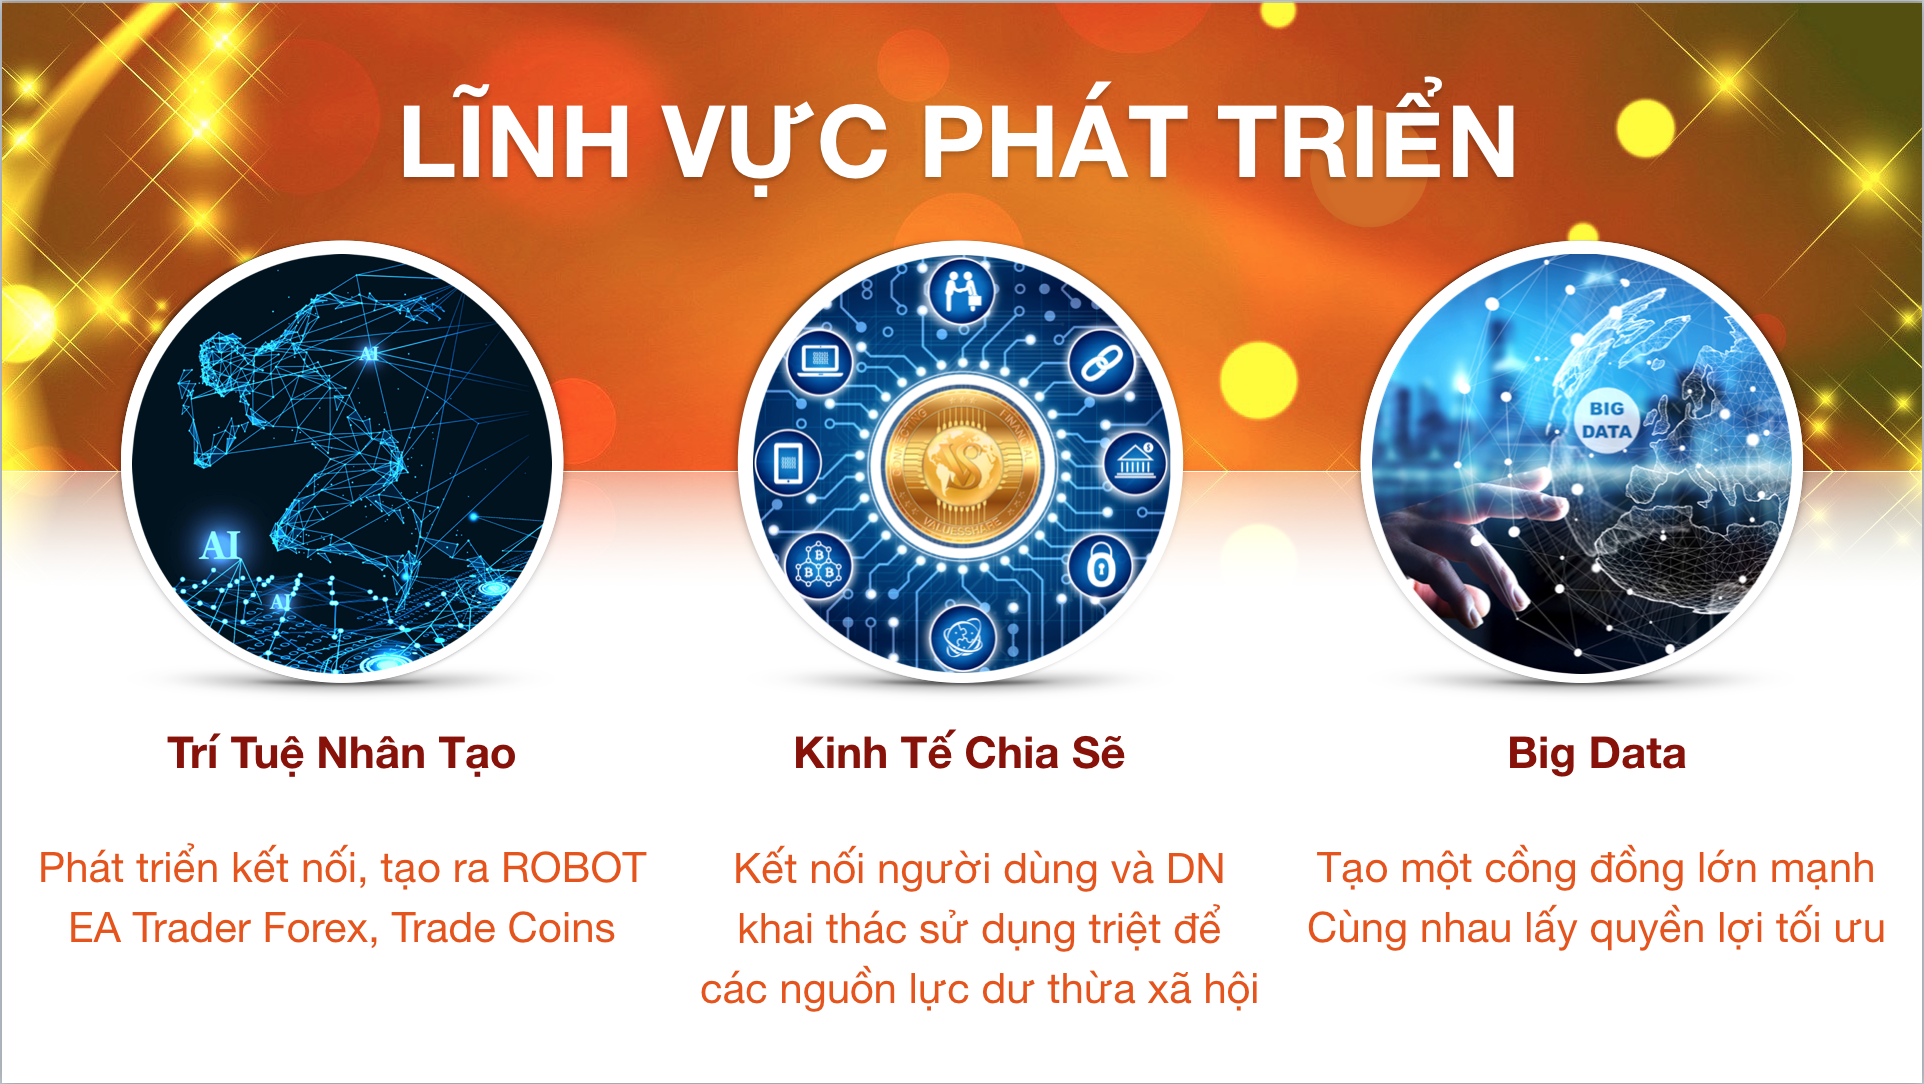 LĨNH VỰC PHÁT TRIỂN
AI
AI
AI
VALUESSHARE
BIG
DATA
Trí Tuệ Nhân Tạo
Kinh Tế Chia Sẽ
Big Data
Phát triển kết nối, tạo ra ROBOT
EA Trader Forex, Trade Coins
Kết nối người dùng và DN
khai thác sử dụng triệt để
các nguồn lực dư thừa xã hội
Tạo một cồng đồng lớn mạnh
Cùng nhau lấy quyền lợi tối ưu